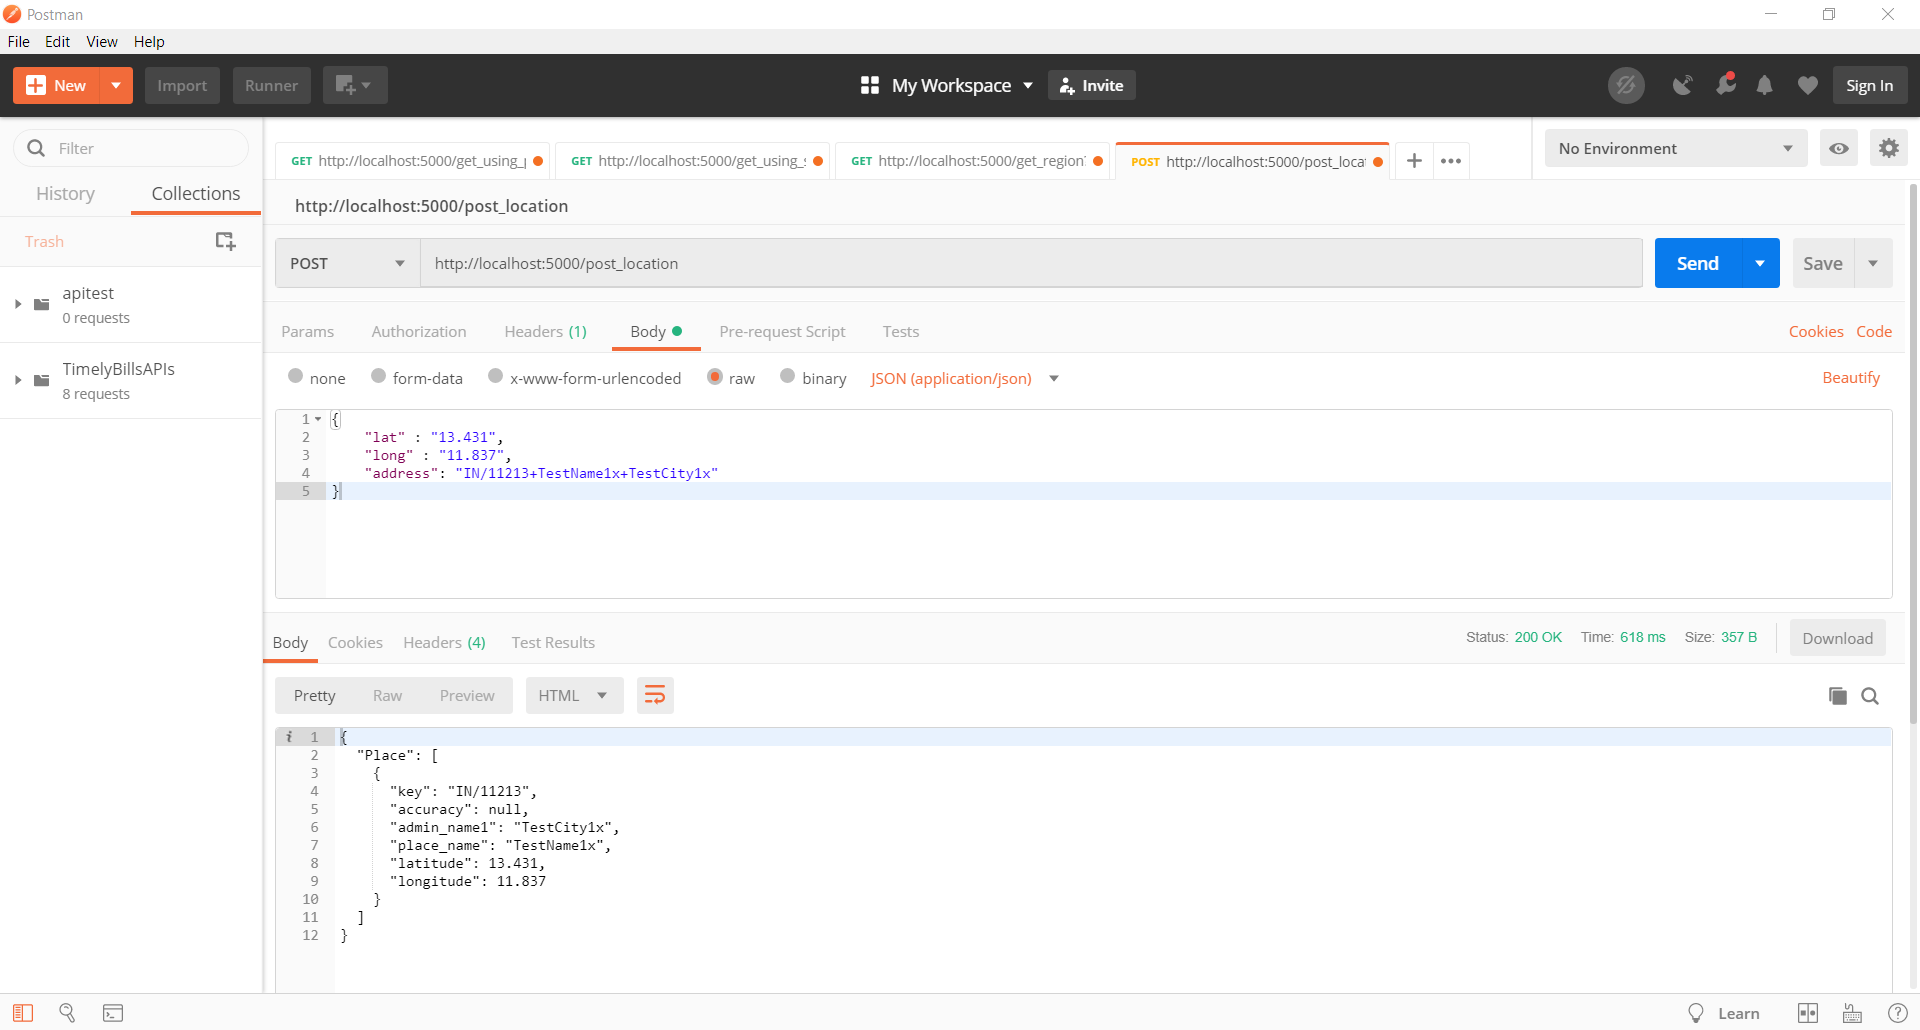 Postman
File Edit View Help
New Import Runner My Workspace Invite Sign In
Filter
History Collections
Trash
apitest
0 requests
TimelyBillsAPIs
8 requests
GET http://localhost:5000/get_using_ GET http://localhost:5000/get_using_ GET http://localhost:5000/get_region POST http://localhost:5000/post_loca
No Environment
http://localhost:5000/post_location
POST http://localhost:5000/post_location Send Save
Params Authorization Headers (1) Body Pre-request Script Tests Cookies Code
none form-data x-www-form-urlencoded raw binary JSON (application/json) Beautify
1 {
2 "lat" : "13.431",
3 "long" : "11.837",
4 "address": "IN/11213+TestName1x+TestCity1x"
5 }
Body Cookies Headers (4) Test Results Status: 200 OK Time: 618 ms Size: 357 B Download
Pretty Raw Preview HTML
i 1 {
2 "Place": [
3 {
4 "key": "IN/11213",
5 "accuracy": null,
6 "admin_name1": "TestCity1x",
7 "place_name": "TestName1x",
8 "latitude": 13.431,
9 "longitude": 11.837
10 }
11 ]
12 }
Learn